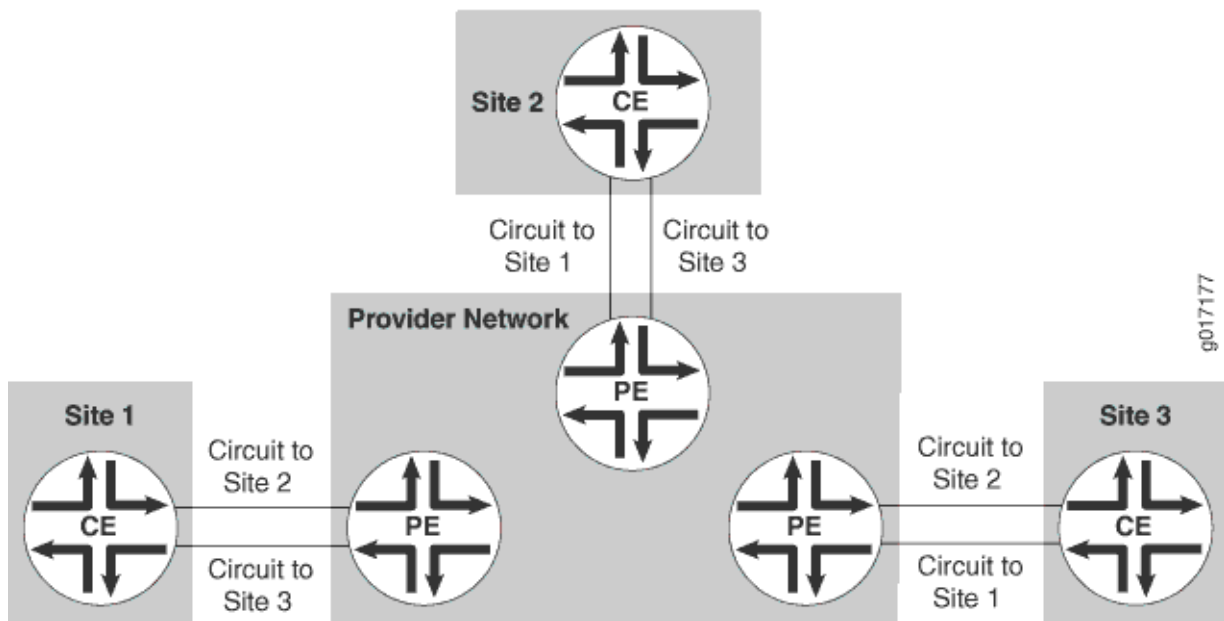 Site 2
CE
Circuit to
Site 1
Circuit to
Site 3
Provider Network
PE
g017177
Site 1
CE
Circuit to
Site 2
Circuit to
Site 3
PE
PE
Circuit to
Site 2
Circuit to
Site 1
Site 3
CE